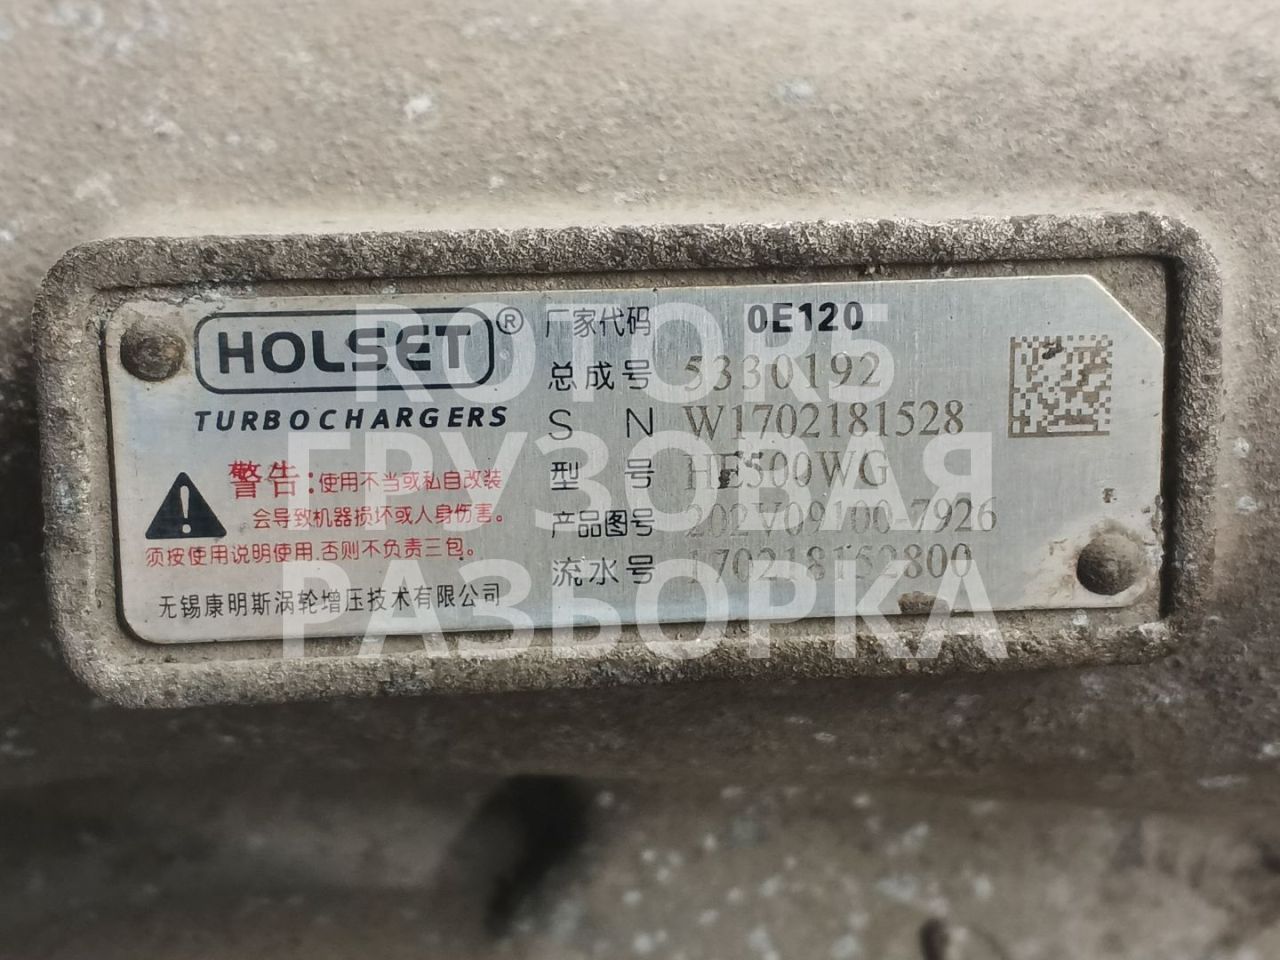 HOLSET®
TURBOCHARGERS
警告:使用不当或私自改装
会导致机器损坏或人身伤害。
须按使用说明使用.否则不负责三包。
无锡康明斯涡轮增压技术有限公司
厂家代码 0E120
总成号 5330192
S N W1702181528
型号 HE500WG
产品图号 202V09100-7926
流水号 170218152800
ROTOR5
ГРУЗОВАЯ
РАЗБОРКА